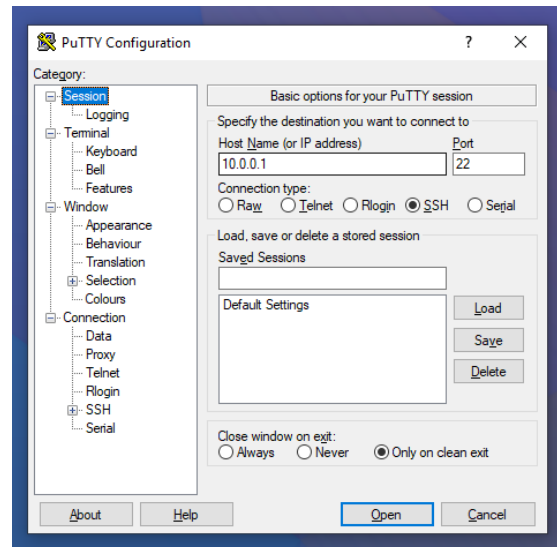 PuTTY Configuration
?
Category:
Session
Logging
Terminal
Keyboard
Bell
Features
Window
Appearance
Behaviour
Translation
Selection
Colours
Connection
Data
Proxy
Telnet
Rlogin
SSH
Serial
Basic options for your PuTTY session
Specify the destination you want to connect to
Host Name (or IP address) Port
10.0.0.1 22
Connection type:
Raw Telnet Rlogin SSH Serial
Load, save or delete a stored session
Saved Sessions
Default Settings
Load
Save
Delete
Close window on exit:
Always Never Only on clean exit
About Help Open Cancel